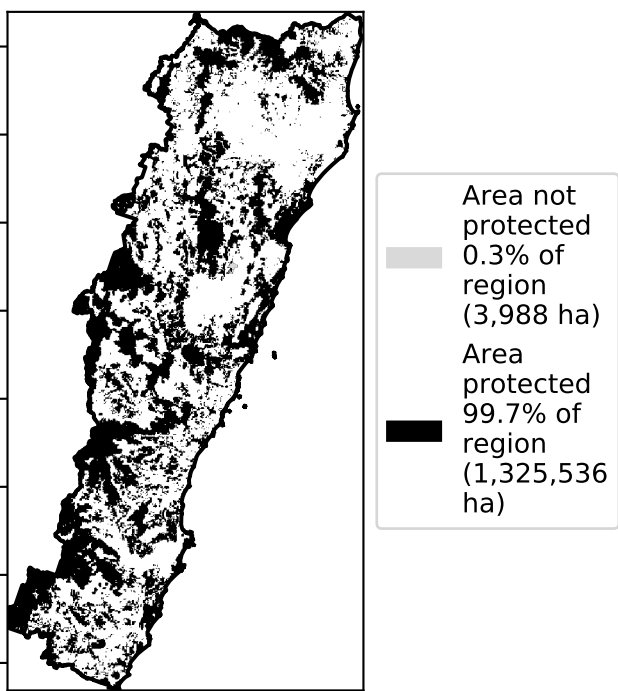 Area not
protected
0.3% of
region
(3,988 ha)
Area
protected
99.7% of
region
(1,325,536
ha)